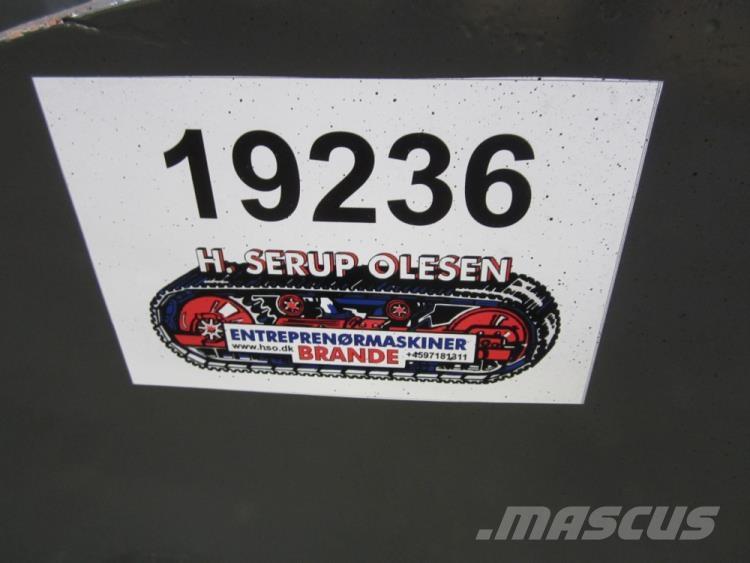 19236
H. SERUP OLESEN
ENTREPRENØRMASKINER
www.hso.dk BRANDE +4597181311
.MASCUS